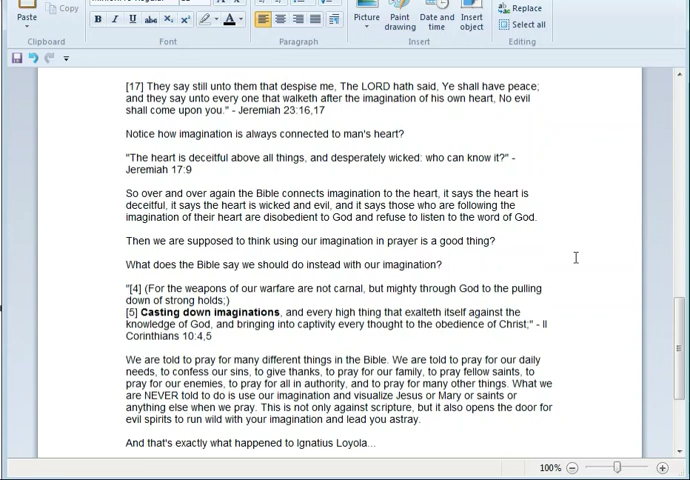 Copy
Paste
B I U abc X₂ X² A
Picture Paint drawing Date and time Insert object
Replace
Select all
Clipboard Font Paragraph Insert Editing
[17] They say still unto them that despise me, The LORD hath said, Ye shall have peace;
and they say unto every one that walketh after the imagination of his own heart, No evil
shall come upon you." - Jeremiah 23:16,17
Notice how imagination is always connected to man's heart?
"The heart is deceitful above all things, and desperately wicked: who can know it?" -
Jeremiah 17:9
So over and over again the Bible connects imagination to the heart, it says the heart is
deceitful, it says the heart is wicked and evil, and it says those who are following the
imagination of their heart are disobedient to God and refuse to listen to the word of God.
Then we are supposed to think using our imagination in prayer is a good thing?
What does the Bible say we should do instead with our imagination?
"[4] (For the weapons of our warfare are not carnal, but mighty through God to the pulling
down of strong holds;)
[5] Casting down imaginations, and every high thing that exalteth itself against the
knowledge of God, and bringing into captivity every thought to the obedience of Christ;" - II
Corinthians 10:4,5
We are told to pray for many different things in the Bible. We are told to pray for our daily
needs, to confess our sins, to give thanks, to pray for our family, to pray fellow saints, to
pray for our enemies, to pray for all in authority, and to pray for many other things. What we
are NEVER told to do is use our imagination and visualize Jesus or Mary or saints or
anything else when we pray. This is not only against scripture, but it also opens the door for
evil spirits to run wild with your imagination and lead you astray.
And that's exactly what happened to Ignatius Loyola...
100%